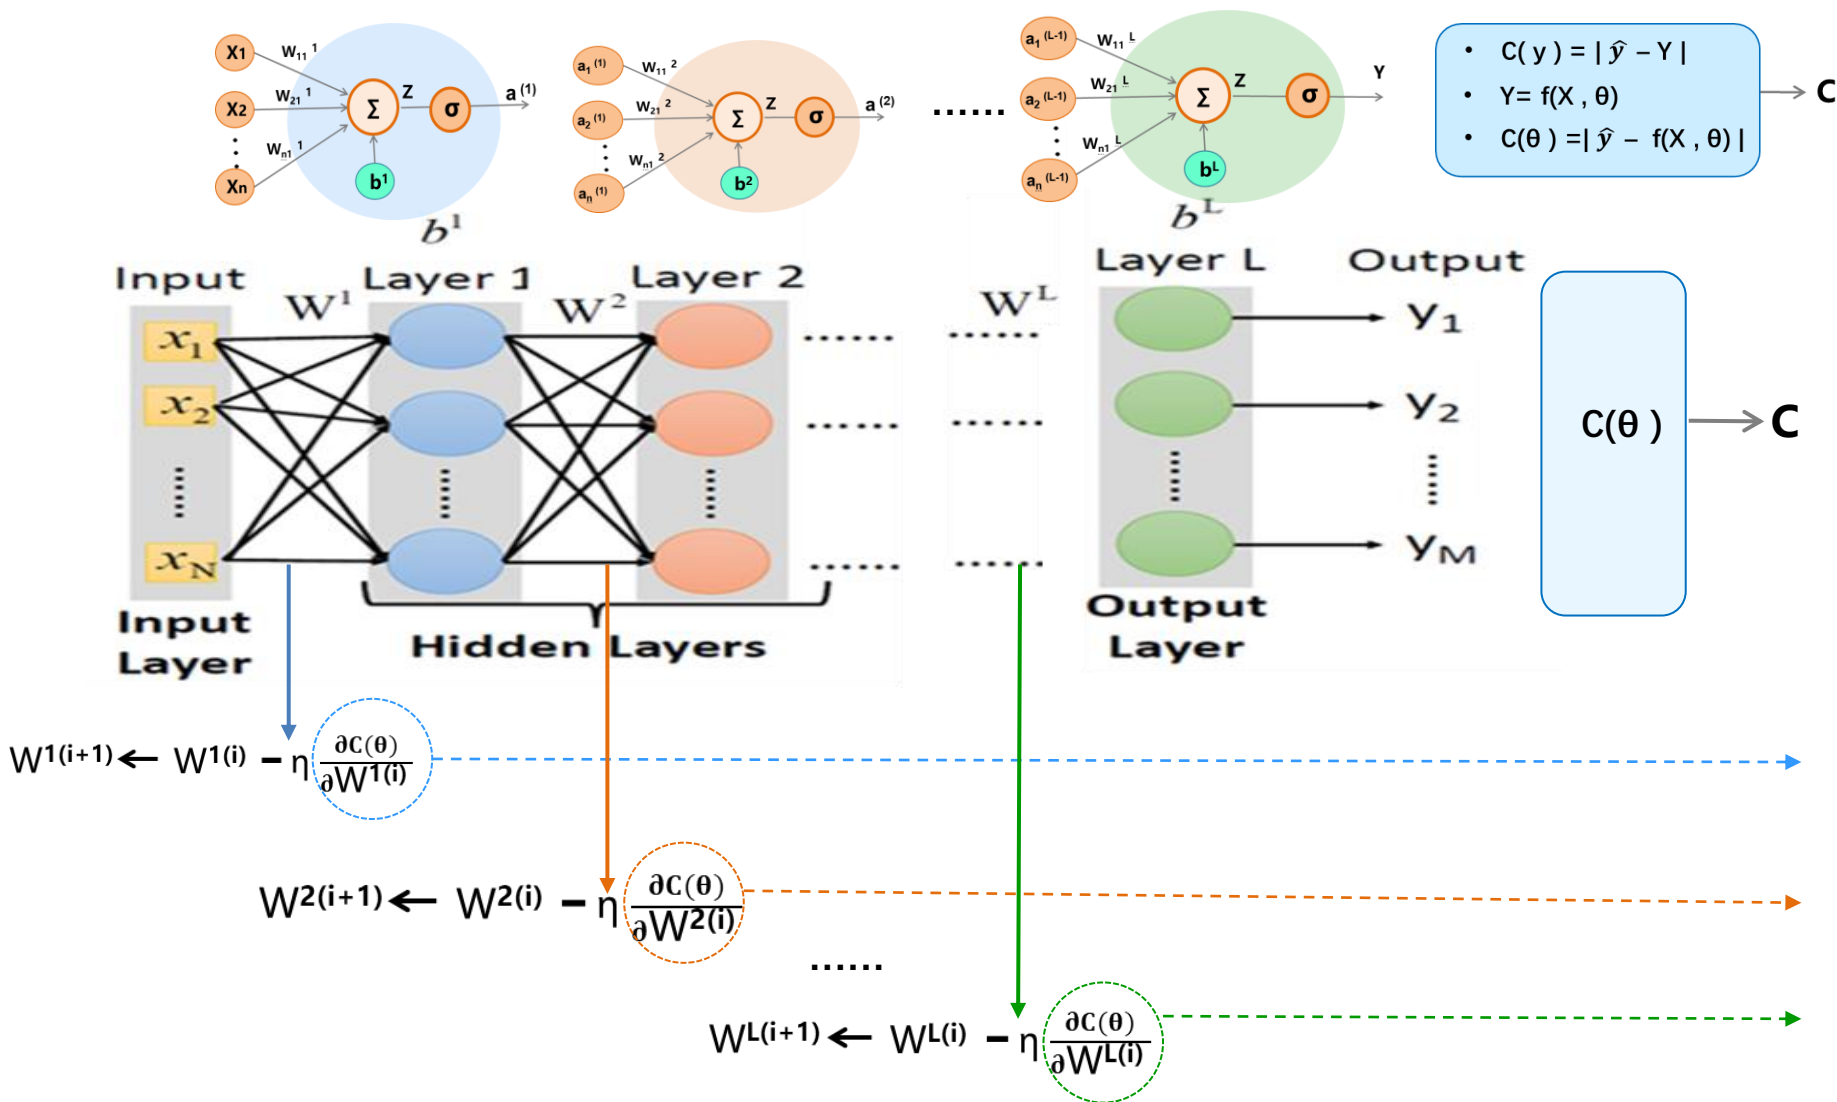 X1
W11 1
X2
W21 1
Xn
Wn1 1
Σ
Z
σ
a (1)
b1
a1 (1)
W11 2
a2 (1)
W21 2
an (1)
Wn1 2
Σ
Z
σ
a (2)
b2
......
a1 (L-1)
W11 L
a2 (L-1)
W21 L
an (L-1)
Wn1 L
Σ
Z
σ
Y
bL
• C( y ) = | ŷ – Y |
• Y= f(X , θ)
• C(θ ) =| ŷ – f(X , θ) |
C
b1
bL
Input
Layer 1
Layer 2
Layer L
Output
W1
W2
WL
x1
x2
xN
y1
y2
yM
C(θ )
C
Input
Layer
Hidden Layers
Output
Layer
W1(i+1) ← W1(i) – η ∂C(θ)/∂W1(i)
W2(i+1) ← W2(i) – η ∂C(θ)/∂W2(i)
......
WL(i+1) ← WL(i) – η ∂C(θ)/∂WL(i)